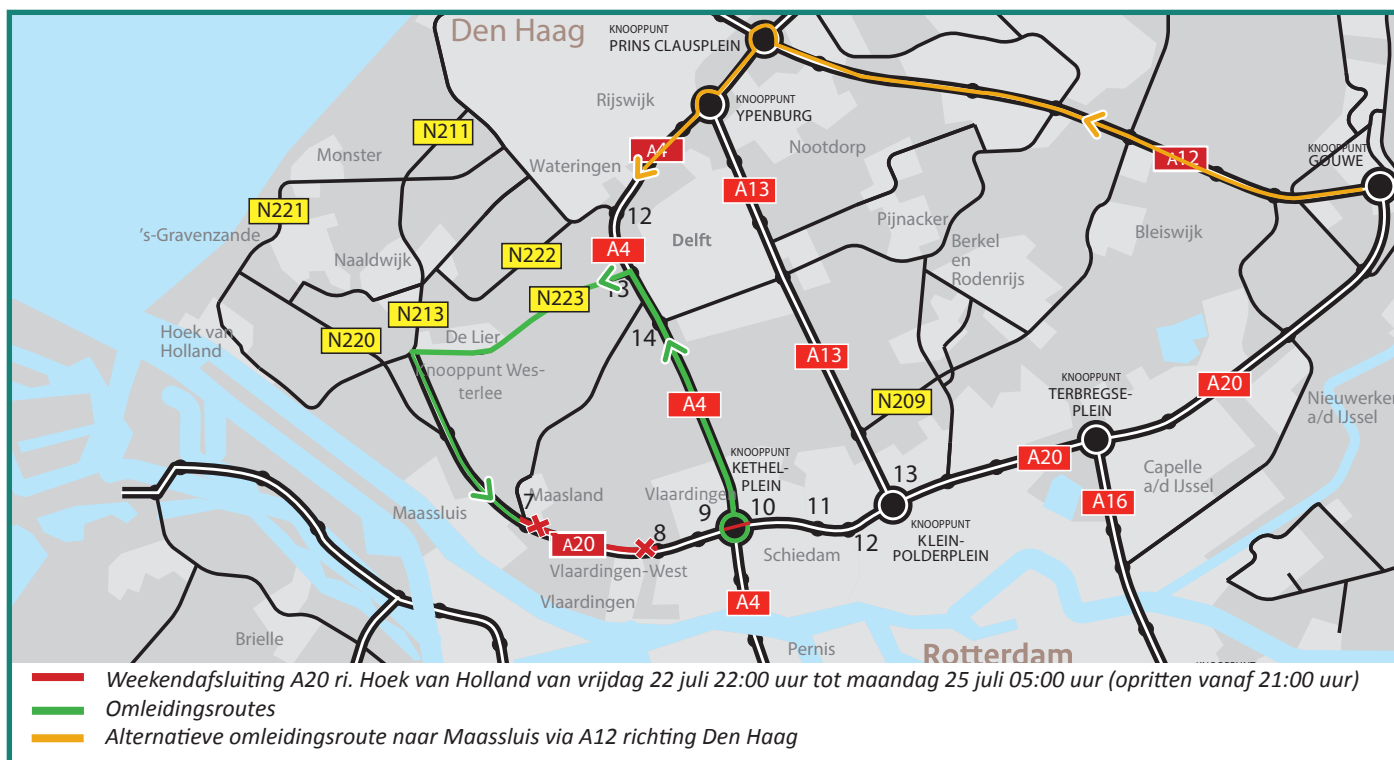 Den Haag
KNOOPPUNT
PRINS CLAUSPLEIN
Rijswijk
KNOOPPUNT
YPENBURG
N211
Monster
Wateringen
A4
Nootdorp
A12
KNOOPPUNT
GOUWE
A13
N221
12
's-Gravenzande
Pijnacker
Bleiswijk
Delft
Berkel
en
Rodenrijs
A4
N222
Naaldwijk
N223
13
N213
Hoek van
Holland
N220
De Lier
14
Knooppunt Wes-
terlee
A13
KNOOPPUNT
TERBREGSE-
PLEIN
A20
Nieuwerker
a/d IJssel
A4
N209
KNOOPPUNT
KETHEL-
PLEIN
A20
Capelle
a/d IJssel
13
7
Maasland
Vlaardingen
A16
Maassluis
9
10
11
8
12
KNOOPPUNT
KLEIN-
POLDERPLEIN
A20
Schiedam
Vlaardingen-West
Vlaardingen
A4
Brielle
Pernis
Rotterdam
KNOOPPUNT
Weekendafsluiting A20 ri. Hoek van Holland van vrijdag 22 juli 22:00 uur tot maandag 25 juli 05:00 uur (opritten vanaf 21:00 uur)
Omleidingsroutes
Alternatieve omleidingsroute naar Maassluis via A12 richting Den Haag